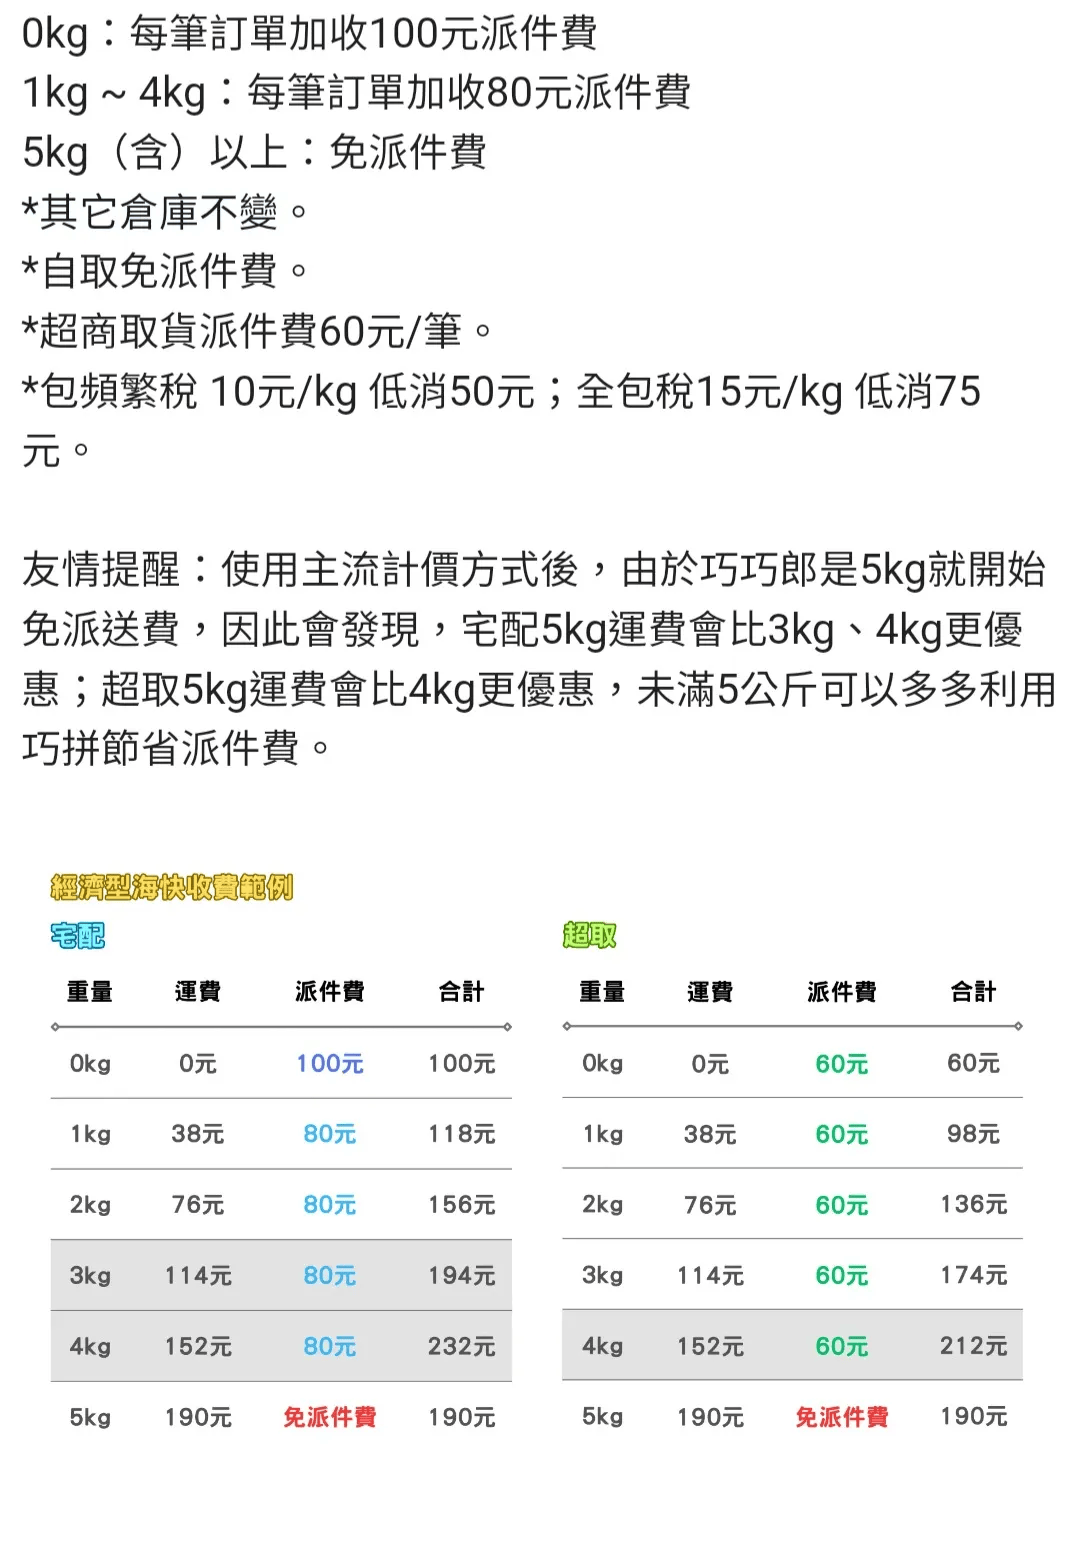 0kg：每筆訂單加收100元派件費
1kg ~ 4kg：每筆訂單加收80元派件費
5kg（含）以上：免派件費
*其它倉庫不變。
*自取免派件費。
*超商取貨派件費60元/筆。
*包頻繁稅 10元/kg 低消50元；全包稅15元/kg 低消75
元。
友情提醒：使用主流計價方式後，由於巧巧郎是5kg就開始
免派送費，因此會發現，宅配5kg運費會比3kg、4kg更優
惠；超取5kg運費會比4kg更優惠，未滿5公斤可以多多利用
巧拼節省派件費。
經濟型海快收費範例
宅配
重量 運費 派件費 合計
0kg 0元 100元 100元
1kg 38元 80元 118元
2kg 76元 80元 156元
3kg 114元 80元 194元
4kg 152元 80元 232元
5kg 190元 免派件費 190元
超取
重量 運費 派件費 合計
0kg 0元 60元 60元
1kg 38元 60元 98元
2kg 76元 60元 136元
3kg 114元 60元 174元
4kg 152元 60元 212元
5kg 190元 免派件費 190元